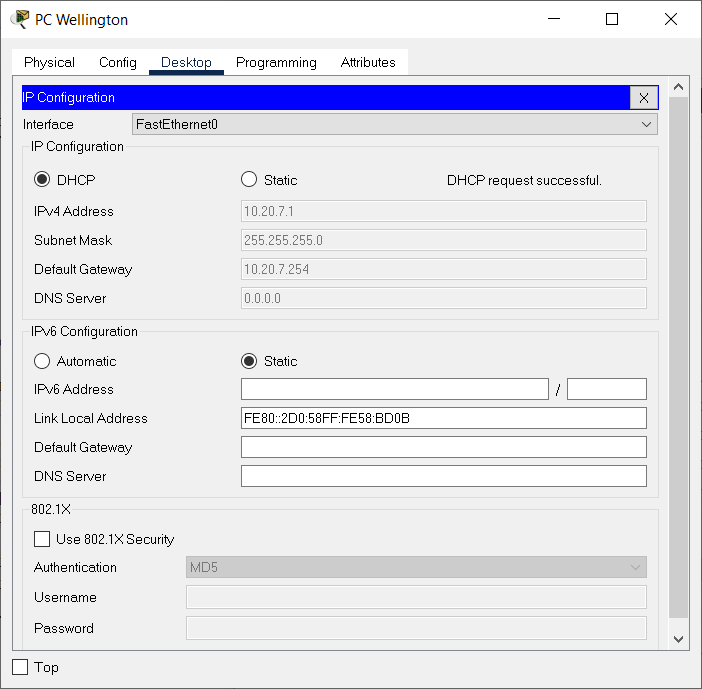 PC Wellington
Physical Config Desktop Programming Attributes
IP Configuration X
Interface FastEthernet0
IP Configuration
DHCP Static DHCP request successful.
IPv4 Address 10.20.7.1
Subnet Mask 255.255.255.0
Default Gateway 10.20.7.254
DNS Server 0.0.0.0
IPv6 Configuration
Automatic Static
IPv6 Address /
Link Local Address FE80::2D0:58FF:FE58:BD0B
Default Gateway
DNS Server
802.1X
Use 802.1X Security
Authentication MD5
Username
Password
Top